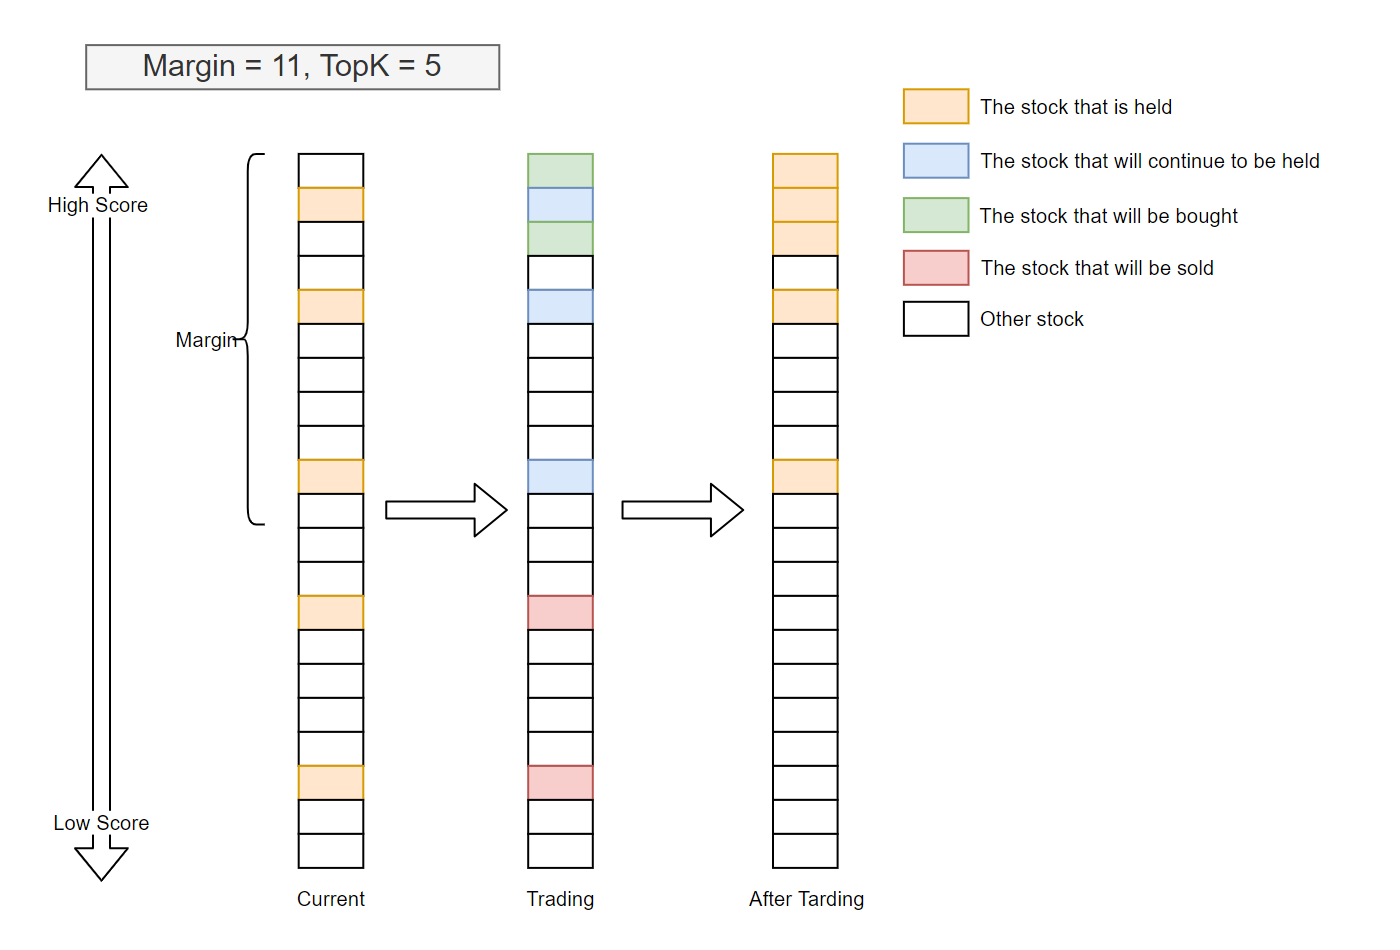 Margin = 11, TopK = 5
The stock that is held
The stock that will continue to be held
The stock that will be bought
The stock that will be sold
Other stock
High Score
Margin
Low Score
Current
Trading
After Tarding